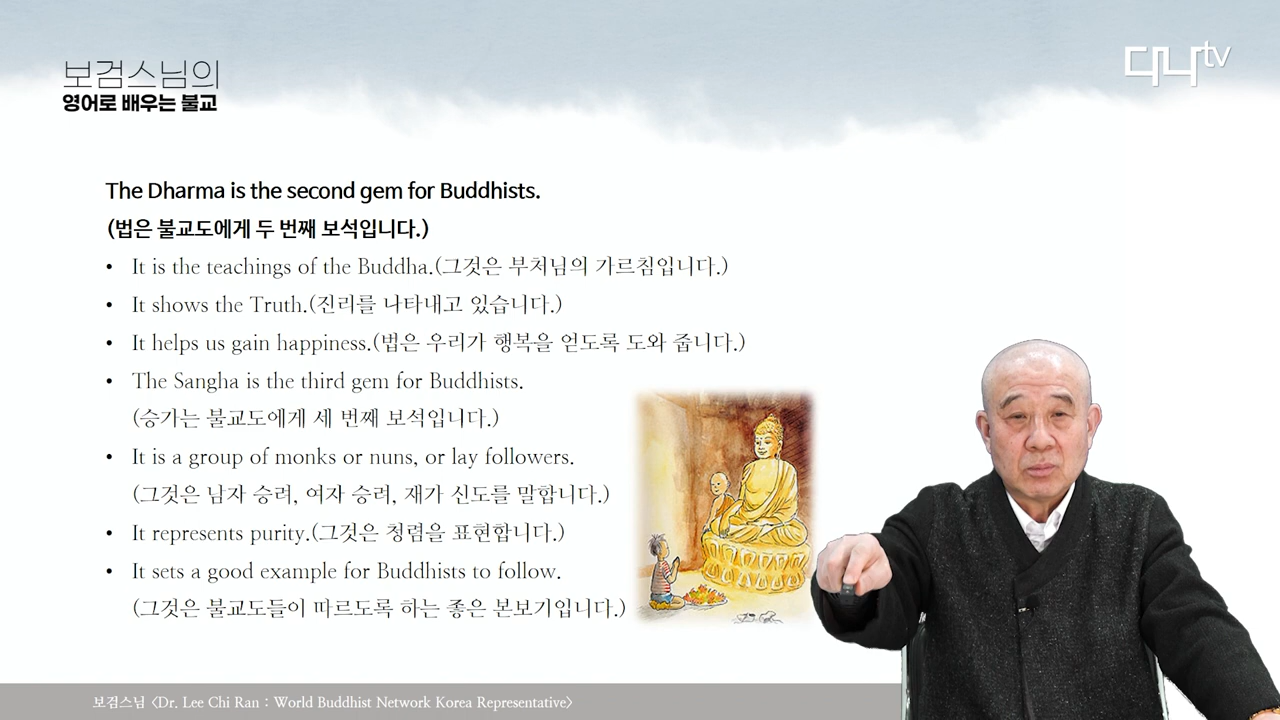 보검스님의
영어로 배우는 불교
디나tv
The Dharma is the second gem for Buddhists.
(법은 불교도에게 두 번째 보석입니다.)
• It is the teachings of the Buddha.(그것은 부처님의 가르침입니다.)
• It shows the Truth.(진리를 나타내고 있습니다.)
• It helps us gain happiness.(법은 우리가 행복을 얻도록 도와 줍니다.)
• The Sangha is the third gem for Buddhists.
(승가는 불교도에게 세 번째 보석입니다.)
• It is a group of monks or nuns, or lay followers.
(그것은 남자 승려, 여자 승려, 재가 신도를 말합니다.)
• It represents purity.(그것은 청렴을 표현합니다.)
• It sets a good example for Buddhists to follow.
(그것은 불교도들이 따르도록 하는 좋은 본보기입니다.)
보검스님 <Dr. Lee Chi Ran : World Buddhist Network Korea Representative>